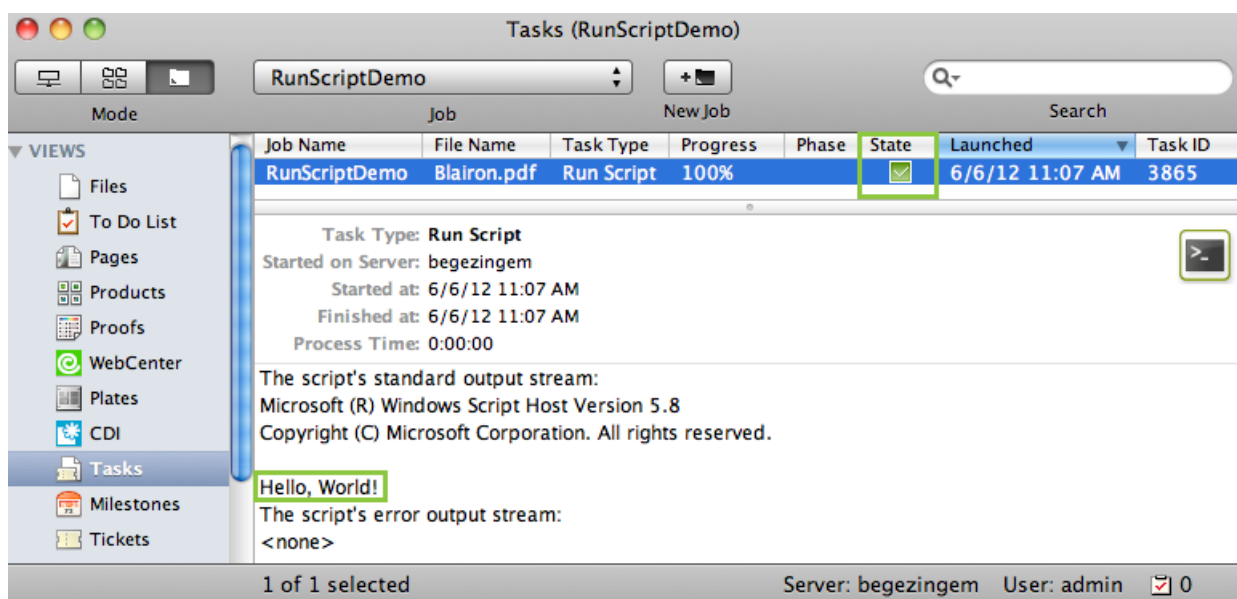 Tasks (RunScriptDemo)
RunScriptDemo
Mode
Job
New Job
Search
VIEWS
Files
To Do List
Pages
Products
Proofs
WebCenter
Plates
CDI
Tasks
Milestones
Tickets
Job Name File Name Task Type Progress Phase State Launched Task ID
RunScriptDemo Blairon.pdf Run Script 100% 6/6/12 11:07 AM 3865
Task Type: Run Script
Started on Server: begezingem
Started at: 6/6/12 11:07 AM
Finished at: 6/6/12 11:07 AM
Process Time: 0:00:00
The script's standard output stream:
Microsoft (R) Windows Script Host Version 5.8
Copyright (C) Microsoft Corporation. All rights reserved.
Hello, World!
The script's error output stream:
<none>
1 of 1 selected
Server: begezingem User: admin 0